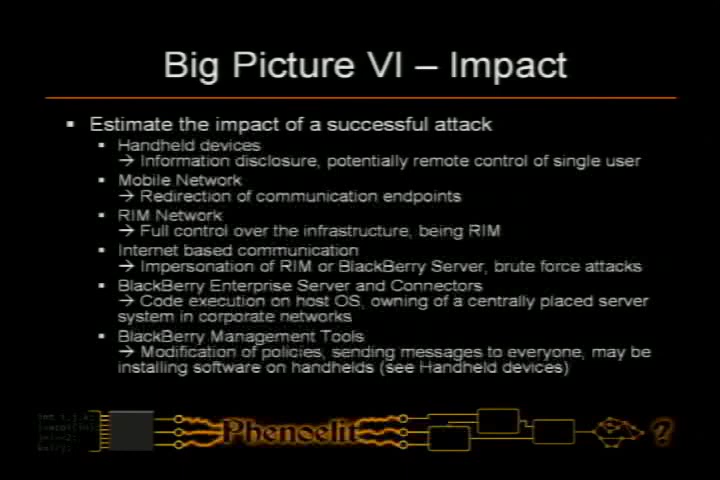 Big Picture VI – Impact
▪ Estimate the impact of a successful attack
▪ Handheld devices
→ Information disclosure, potentially remote control of single user
▪ Mobile Network
→ Redirection of communication endpoints
▪ RIM Network
→ Full control over the infrastructure, being RIM
▪ Internet based communication
→ Impersonation of RIM or BlackBerry Server, brute force attacks
▪ BlackBerry Enterprise Server and Connectors
→ Code execution on host OS, owning of a centrally placed server
system in corporate networks
▪ BlackBerry Management Tools
→ Modification of policies, sending messages to everyone, may be
installing software on handhelds (see Handheld devices)
Phenoelit
?